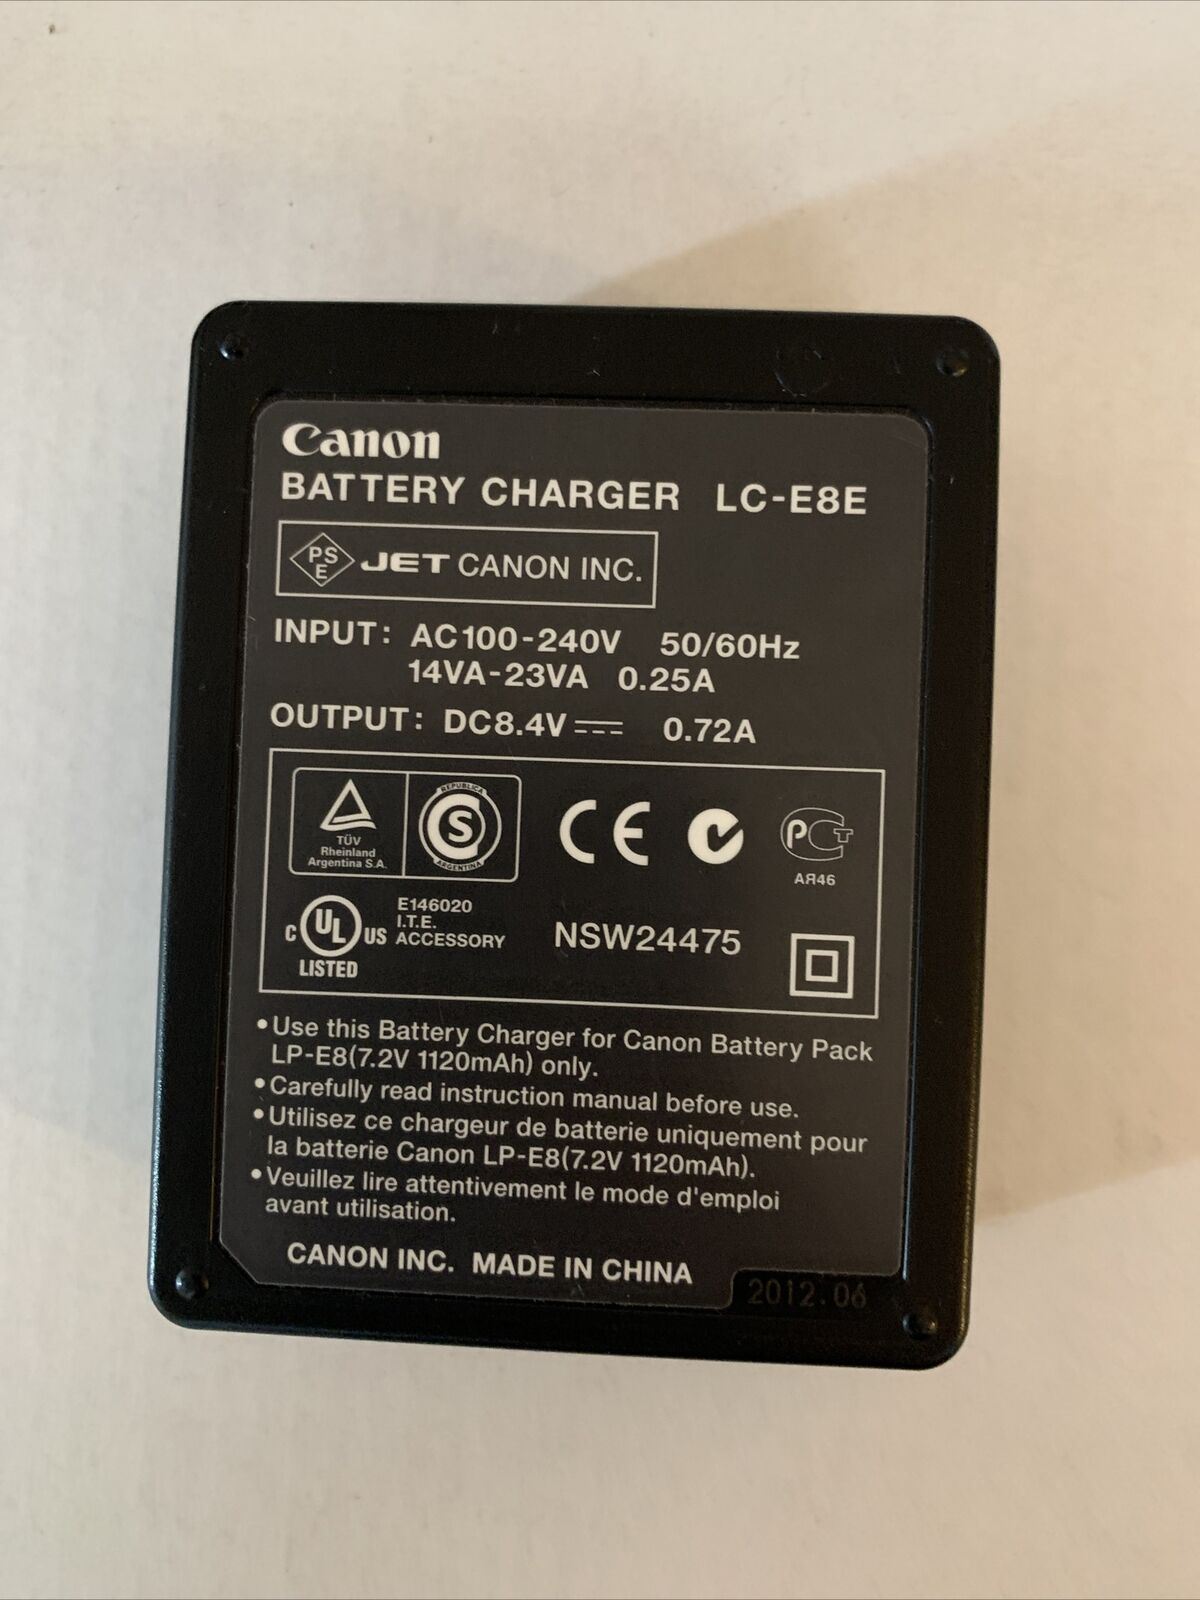 Canon
BATTERY CHARGER LC-E8E
PS
E
JET CANON INC.
INPUT: AC100-240V 50/60Hz
14VA-23VA 0.25A
OUTPUT: DC8.4V 0.72A
TÜV
Rheinland
Argentina S.A.
REPUBLICA
S
ARGENTINA
CE
PCT
АЯ46
C UL US
LISTED
E146020
I.T.E.
ACCESSORY
NSW24475
•Use this Battery Charger for Canon Battery Pack
LP-E8(7.2V 1120mAh) only.
•Carefully read instruction manual before use.
•Utilisez ce chargeur de batterie uniquement pour
la batterie Canon LP-E8(7.2V 1120mAh).
•Veuillez lire attentivement le mode d'emploi
avant utilisation.
CANON INC. MADE IN CHINA
2012.06